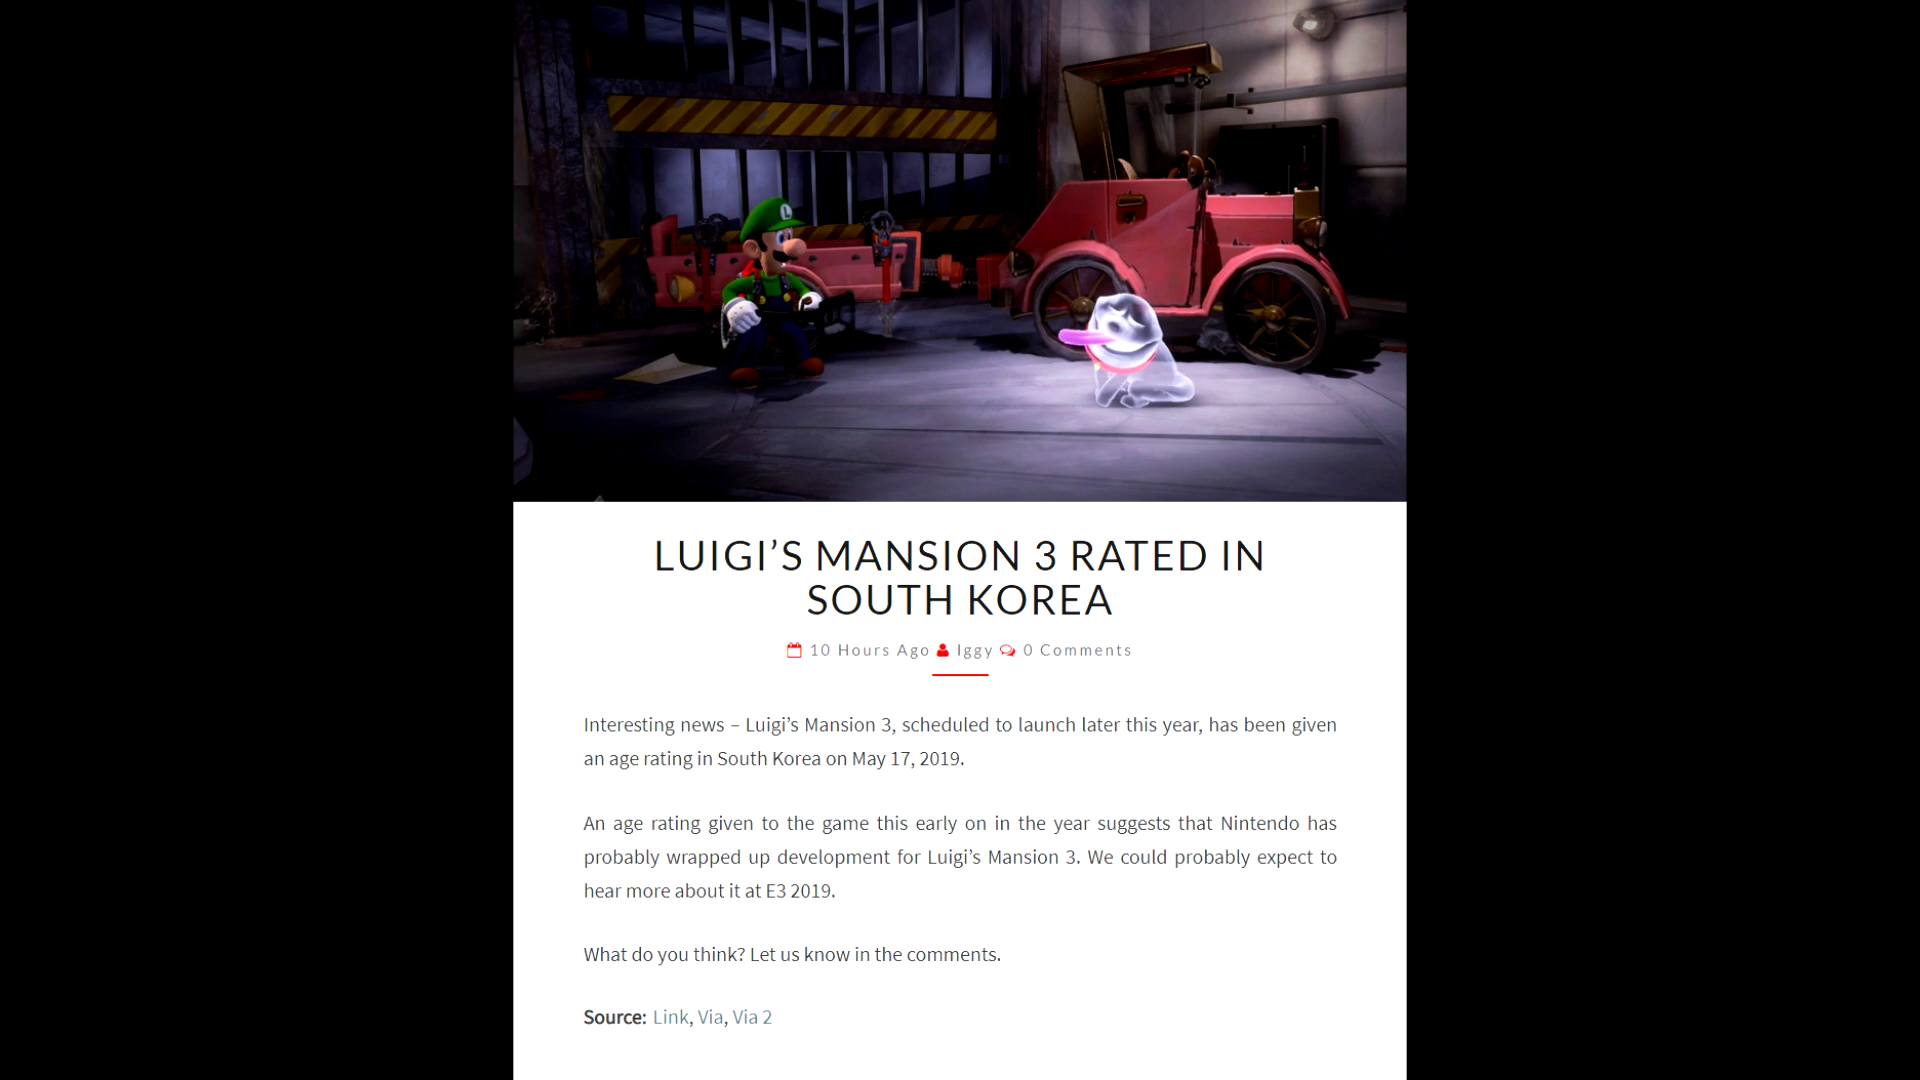 L
LUIGI’S MANSION 3 RATED IN
SOUTH KOREA
10 Hours Ago Iggy 0 Comments
Interesting news – Luigi’s Mansion 3, scheduled to launch later this year, has been given
an age rating in South Korea on May 17, 2019.
An age rating given to the game this early on in the year suggests that Nintendo has
probably wrapped up development for Luigi’s Mansion 3. We could probably expect to
hear more about it at E3 2019.
What do you think? Let us know in the comments.
Source: Link, Via, Via 2